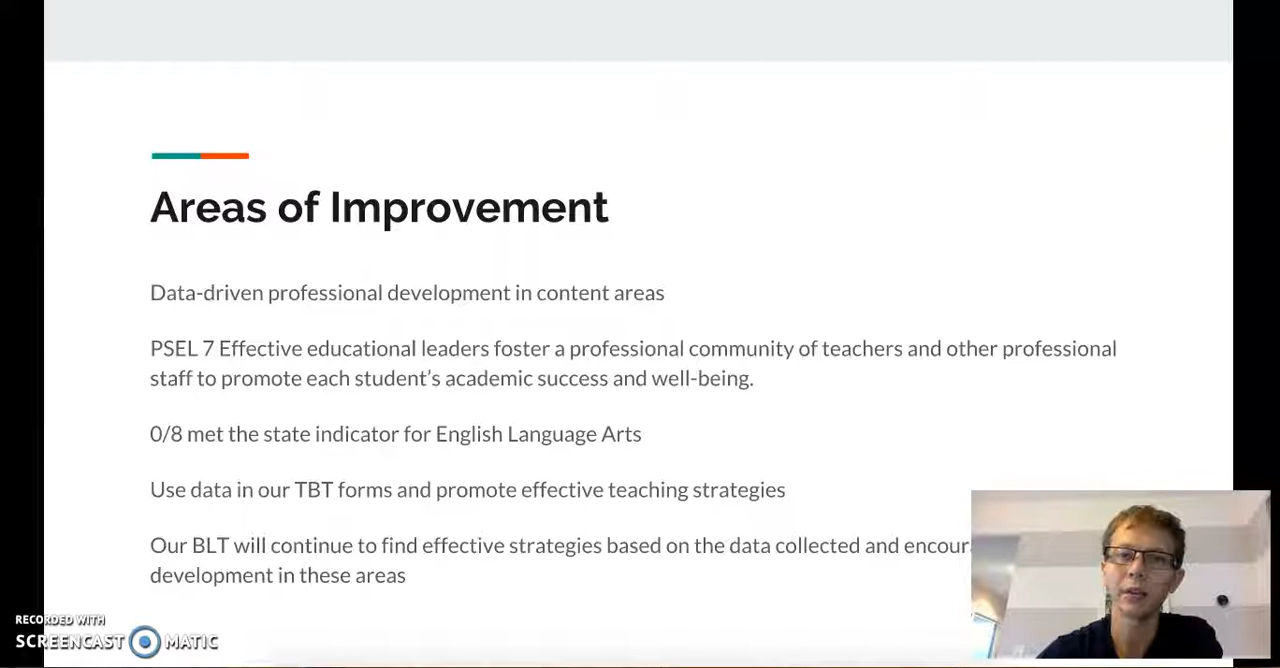 Areas of Improvement
Data-driven professional development in content areas
PSEL 7 Effective educational leaders foster a professional community of teachers and other professional
staff to promote each student's academic success and well-being.
0/8 met the state indicator for English Language Arts
Use data in our TBT forms and promote effective teaching strategies
Our BLT will continue to find effective strategies based on the data collected and
development in these areas
RECORDED WITH
SCREENCAST MATIC